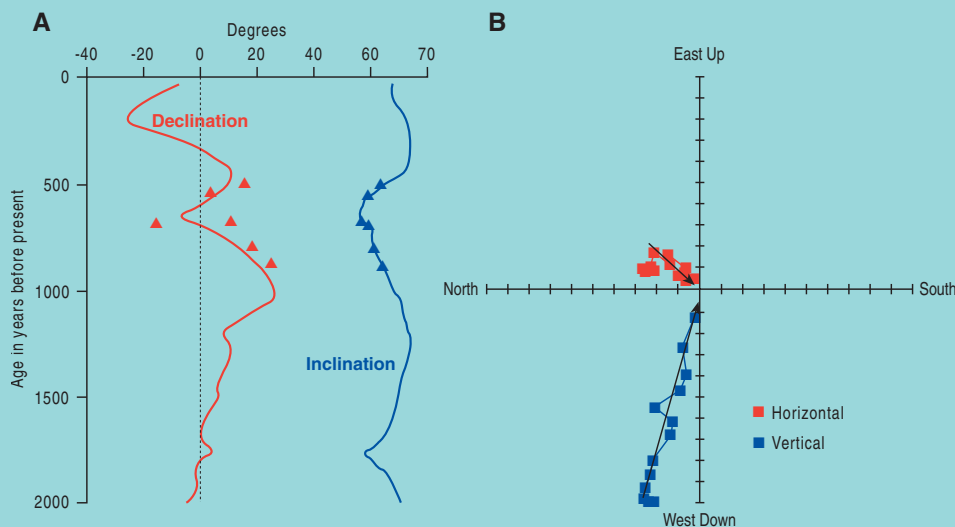 A
B
Degrees
-40 -20 0 20 40 60 70
0
500
1000
1500
2000
Age in years before present
Declination
Inclination
East Up
North
South
West Down
Horizontal
Vertical